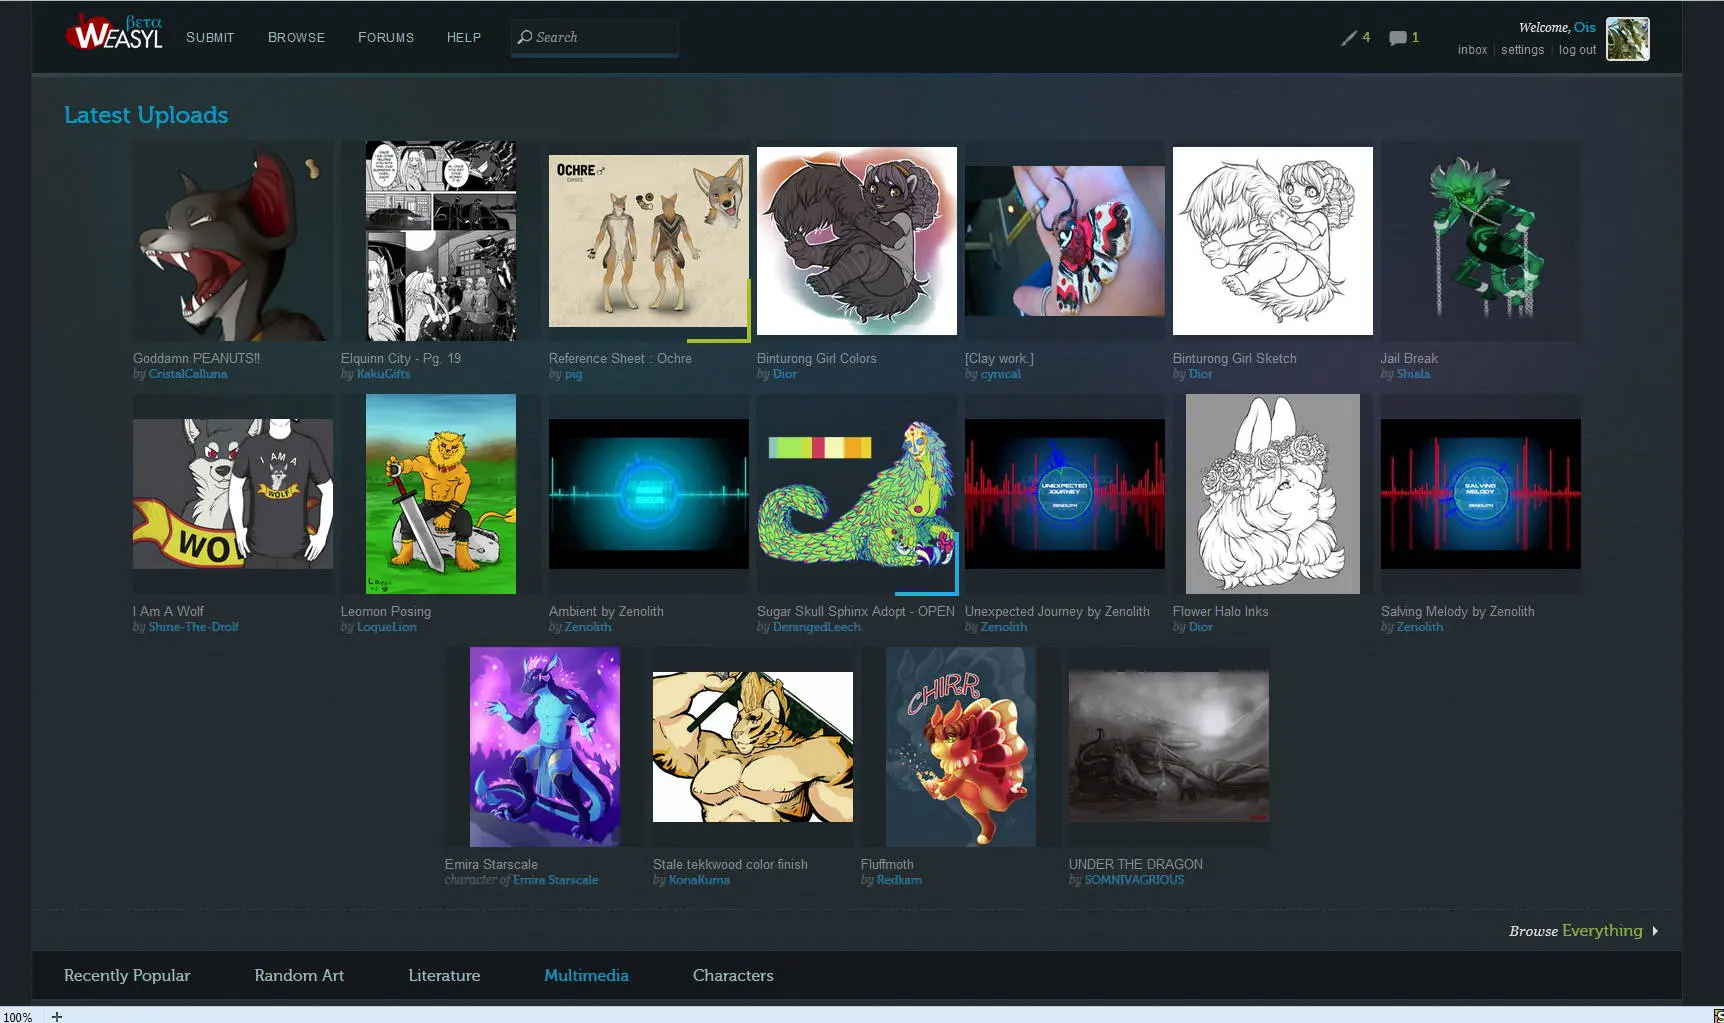 βετα
WEASYL
SUBMIT
BROWSE
FORUMS
HELP
Search
4
1
Welcome, Ois
inbox | settings | log out
Latest Uploads
OCHRE♂
Goddamn PEANUTS!!
by CristalCalluna
Elquinn City - Pg. 19
by KakuGifts
Reference Sheet : Ochre
by pig
Binturong Girl Colors
by Dior
[Clay work.]
by cynical
Binturong Girl Sketch
by Dior
Jail Break
by Shiala
I AM A
WOLF
WO
UNEXPECTED
JOURNEY
ZENOLITH
SALVING
MELODY
ZENOLITH
I Am A Wolf
by Shine-The-Drolf
Leomon Posing
by LoqueLion
Ambient by Zenolith
by Zenolith
Sugar Skull Sphinx Adopt - OPEN
by DerangedLeech
Unexpected Journey by Zenolith
by Zenolith
Flower Halo Inks
by Dior
Salving Melody by Zenolith
by Zenolith
CHIRR
Emira Starscale
character of Emira Starscale
Stale tekkwood color finish
by KonaKuma
Fluffmoth
by Redkam
UNDER THE DRAGON
by SOMNIVAGRIOUS
Browse Everything
Recently Popular
Random Art
Literature
Multimedia
Characters
100%